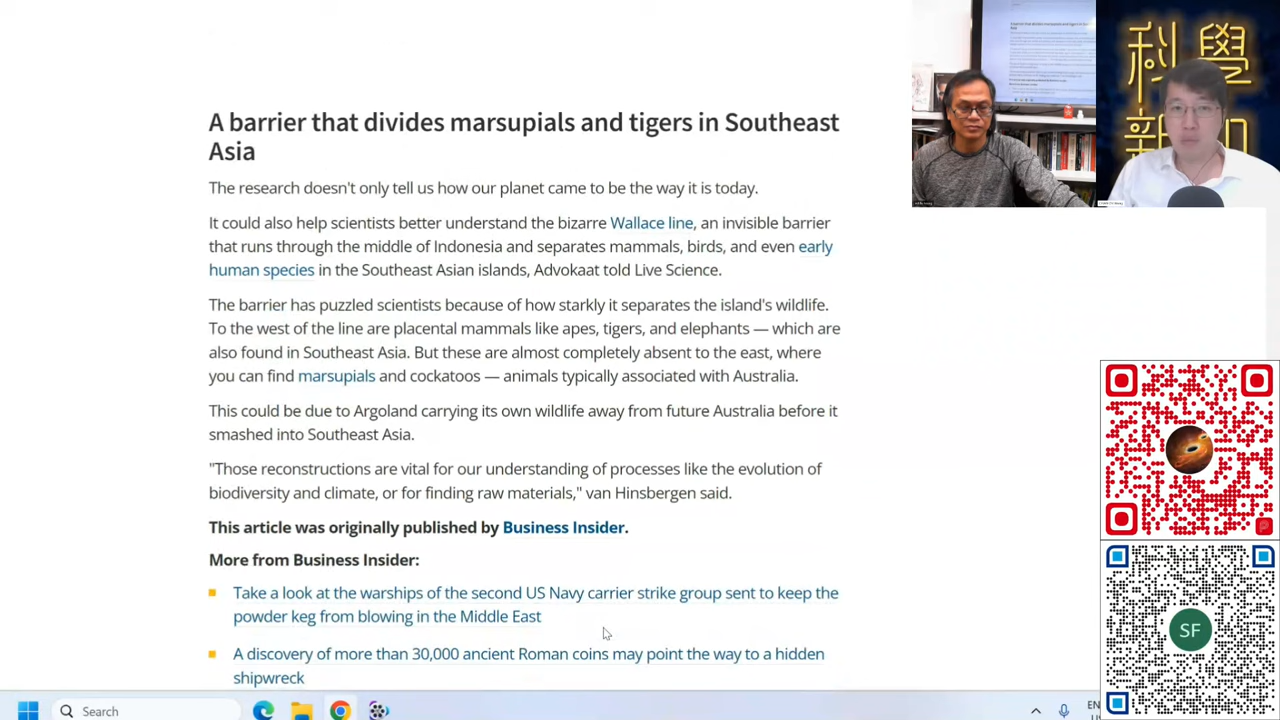 A barrier that divides marsupials and tigers in Southeast
Asia
The research doesn't only tell us how our planet came to be the way it is today.
It could also help scientists better understand the bizarre Wallace line, an invisible barrier
that runs through the middle of Indonesia and separates mammals, birds, and even early
human species in the Southeast Asian islands, Advokaat told Live Science.
The barrier has puzzled scientists because of how starkly it separates the island's wildlife.
To the west of the line are placental mammals like apes, tigers, and elephants — which are
also found in Southeast Asia. But these are almost completely absent to the east, where
you can find marsupials and cockatoos — animals typically associated with Australia.
This could be due to Argoland carrying its own wildlife away from future Australia before it
smashed into Southeast Asia.
"Those reconstructions are vital for our understanding of processes like the evolution of
biodiversity and climate, or for finding raw materials," van Hinsbergen said.
This article was originally published by Business Insider.
More from Business Insider:
Take a look at the warships of the second US Navy carrier strike group sent to keep the
powder keg from blowing in the Middle East
A discovery of more than 30,000 ancient Roman coins may point the way to a hidden
shipwreck
科學
新知
SF
Search
EN